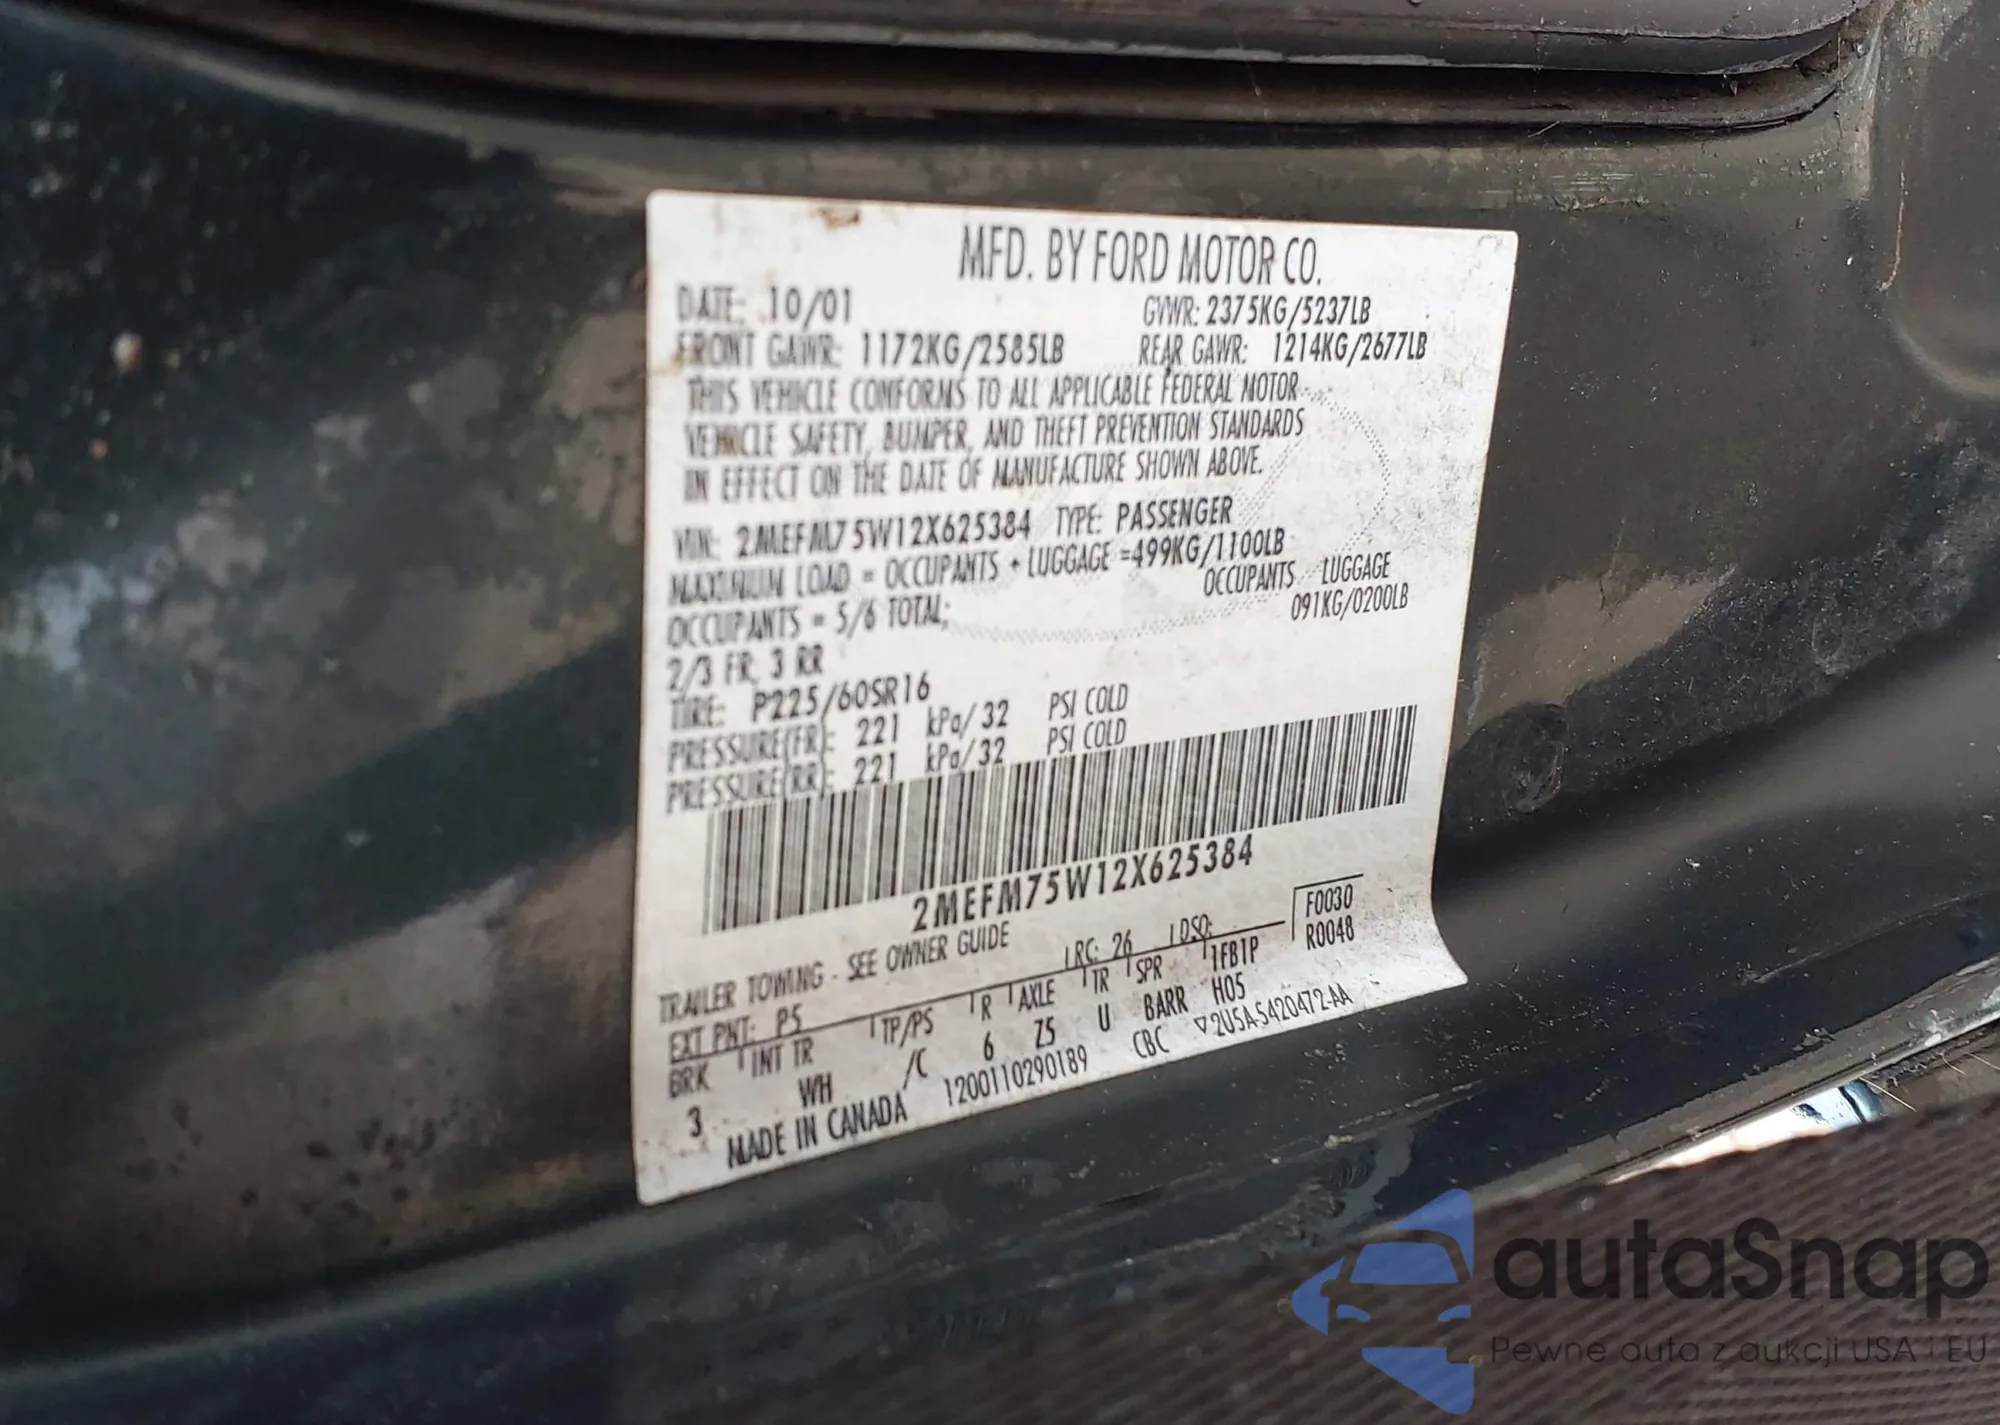 MFD. BY FORD MOTOR CO.
DATE: 10/01 GVWR: 2375KG/5237LB
FRONT GAWR: 1172KG/2585LB REAR GAWR: 1214KG/2677LB
THIS VEHICLE CONFORMS TO ALL APPLICABLE FEDERAL MOTOR
VEHICLE SAFETY, BUMPER, AND THEFT PREVENTION STANDARDS
IN EFFECT ON THE DATE OF MANUFACTURE SHOWN ABOVE.
VIN: 2MEFM75W12X625384 TYPE: PASSENGER
MAXIMUM LOAD = OCCUPANTS + LUGGAGE =499KG/1100LB
OCCUPANTS = 5/6 TOTAL; OCCUPANTS LUGGAGE
2/3 FR, 3 RR 091KG/0200LB
TIRE: P225/60SR16
PRESSURE(FR): 221 kPa/32 PSI COLD
PRESSURE(RR): 221 kPa/32 PSI COLD
2MEFM75W12X625384
TRAILER TOWING - SEE OWNER GUIDE F0030
EXT PNT: P5 RC: 26 DSO: R0048
BRK INT TR TP/PS R AXLE TR SPR 1FB1P
3 WH /C 6 Z5 U BARR H05
MADE IN CANADA 1200110290189 CBC ▽2U5A-5420472-AA
autaSnap
Pewne auta z aukcji USA i EU